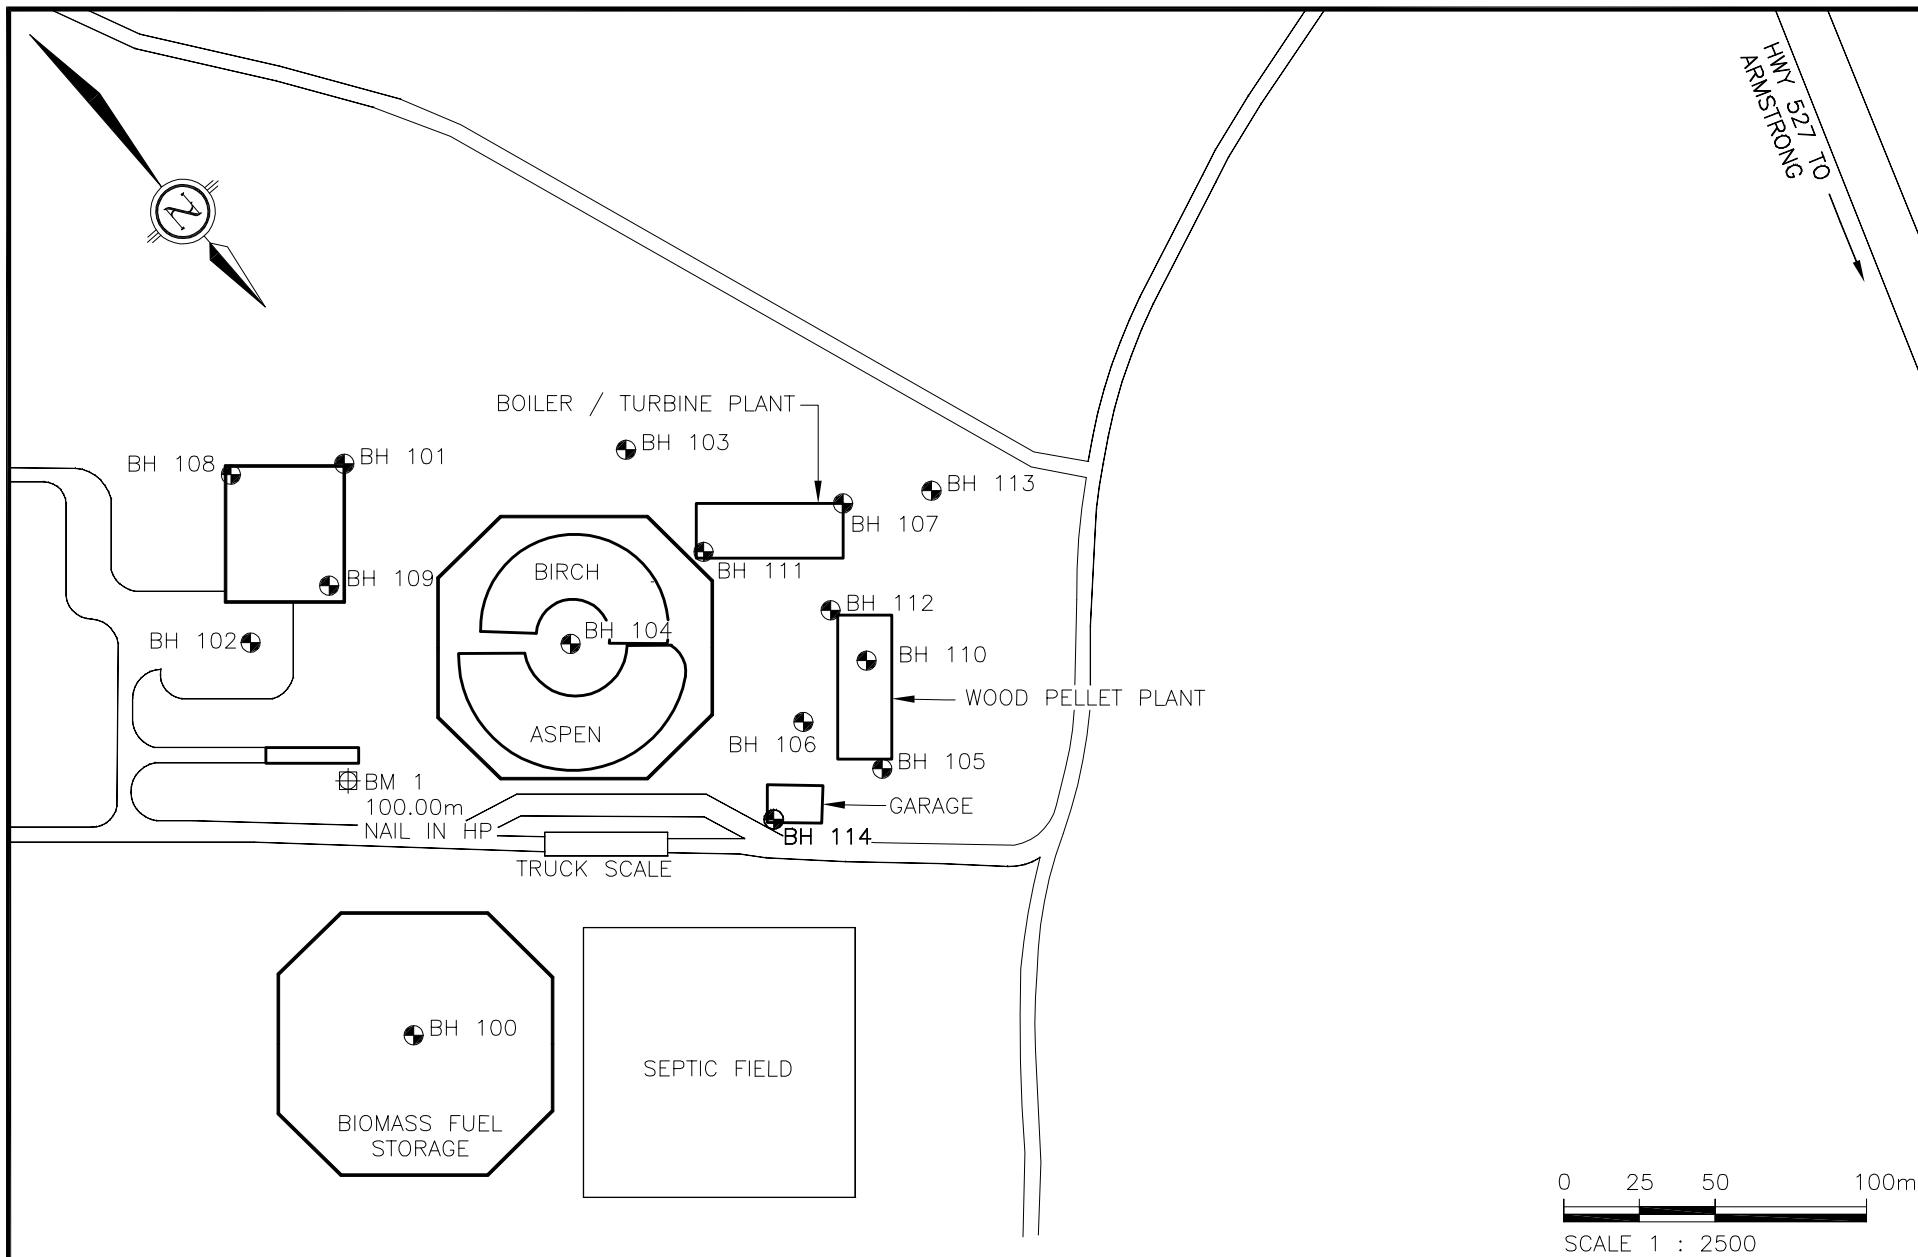 HWY 527 TO
ARMSTRONG
N
BOILER / TURBINE PLANT
BH 103
BH 108
BH 101
BH 113
BH 107
BIRCH
BH 111
BH 109
BH 112
BH 104
BH 102
BH 110
WOOD PELLET PLANT
ASPEN
BH 106
BH 105
BM 1
100.00m
NAIL IN HP
GARAGE
BH 114
TRUCK SCALE
BH 100
SEPTIC FIELD
BIOMASS FUEL
STORAGE
0 25 50 100m
SCALE 1 : 2500